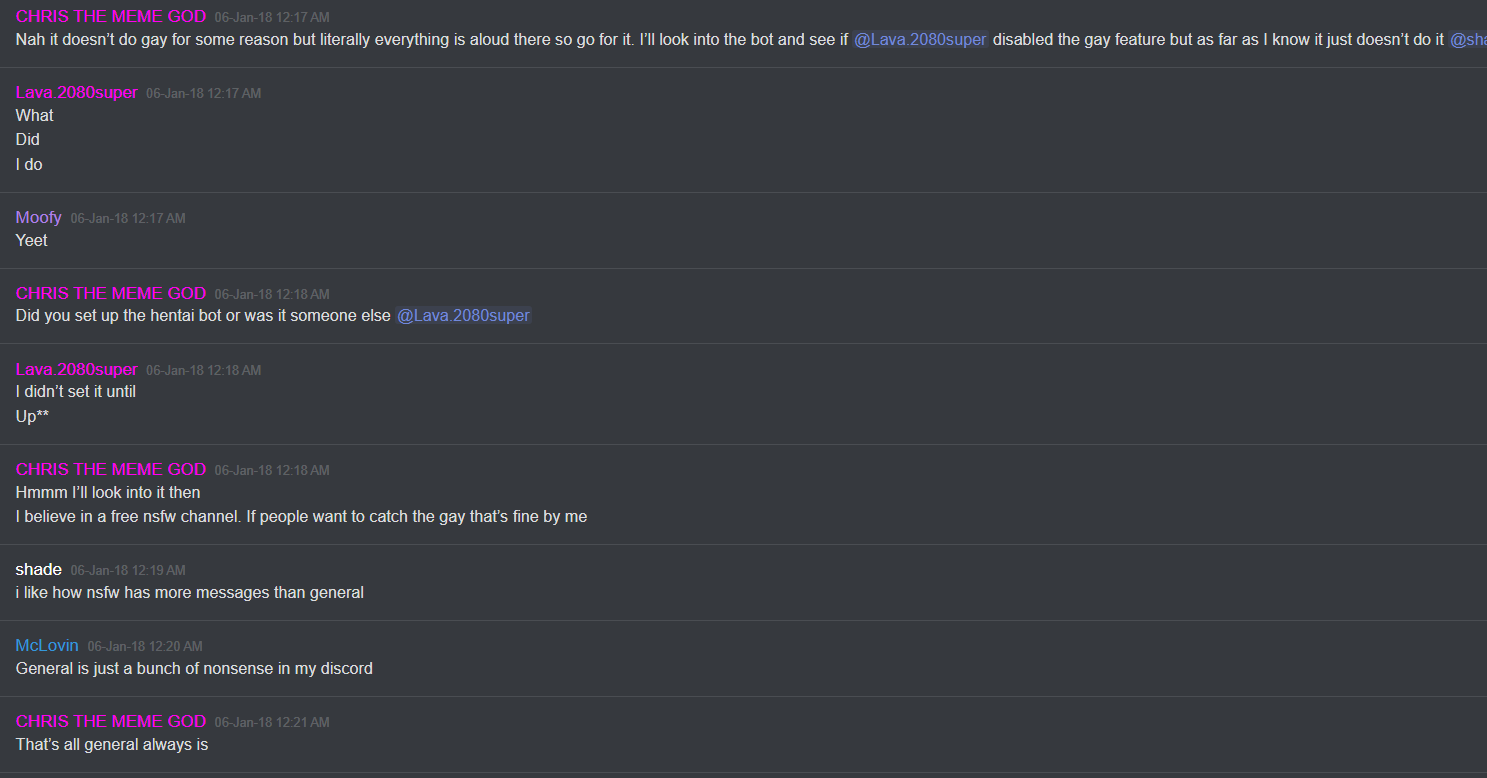 CHRIS THE MEME GOD 06-Jan-18 12:17 AM
Nah it doesn’t do gay for some reason but literally everything is aloud there so go for it. I’ll look into the bot and see if @Lava.2080super disabled the gay feature but as far as I know it just doesn’t do it @sha
Lava.2080super 06-Jan-18 12:17 AM
What
Did
I do
Moofy 06-Jan-18 12:17 AM
Yeet
CHRIS THE MEME GOD 06-Jan-18 12:18 AM
Did you set up the hentai bot or was it someone else @Lava.2080super
Lava.2080super 06-Jan-18 12:18 AM
I didn’t set it until
Up**
CHRIS THE MEME GOD 06-Jan-18 12:18 AM
Hmmm I’ll look into it then
I believe in a free nsfw channel. If people want to catch the gay that’s fine by me
shade 06-Jan-18 12:19 AM
i like how nsfw has more messages than general
McLovin 06-Jan-18 12:20 AM
General is just a bunch of nonsense in my discord
CHRIS THE MEME GOD 06-Jan-18 12:21 AM
That’s all general always is